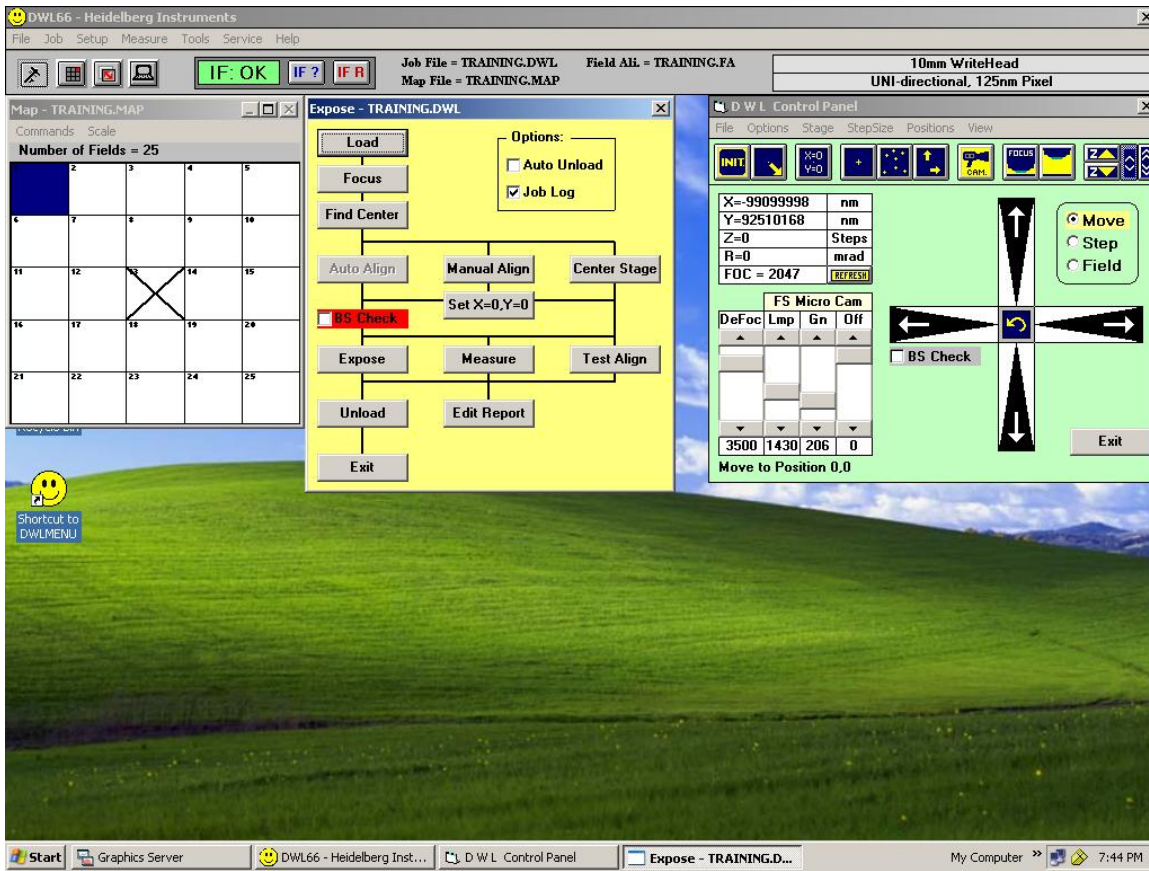 DWL66 - Heidelberg Instruments
File Job Setup Measure Tools Service Help
IF: OK IF ? IF R
Job File = TRAINING.DWL Field Ali. = TRAINING.FA
Map File = TRAINING.MAP
10mm WriteHead
UNI-directional, 125nm Pixel
Map - TRAINING.MAP
Commands Scale
Number of Fields = 25
2 3 4 5
6 7 8 9 10
11 12 13 14 15
16 17 18 19 20
21 22 23 24 25
Expose - TRAINING.DWL
Load
Focus
Find Center
Options:
Auto Unload
Job Log
Auto Align Manual Align Center Stage
Set X=0,Y=0
BS Check
Expose Measure Test Align
Unload Edit Report
Exit
D W L Control Panel
File Options Stage StepSize Positions View
INIT. X=0 Y=0 CAM. FOCUS Z Z
X=-99099998 nm
Y=92510168 nm
Z=0 Steps
R=0 mrad
FOC = 2047 REFRESH
FS Micro Cam
DeFoc Lmp Gn Off
3500 1430 206 0
Move to Position 0,0
Move
Step
Field
BS Check
Exit
Recycle Bin
Shortcut to
DWLMENU
Start Graphics Server DWL66 - Heidelberg Inst... D W L Control Panel Expose - TRAINING.D... My Computer » 7:44 PM